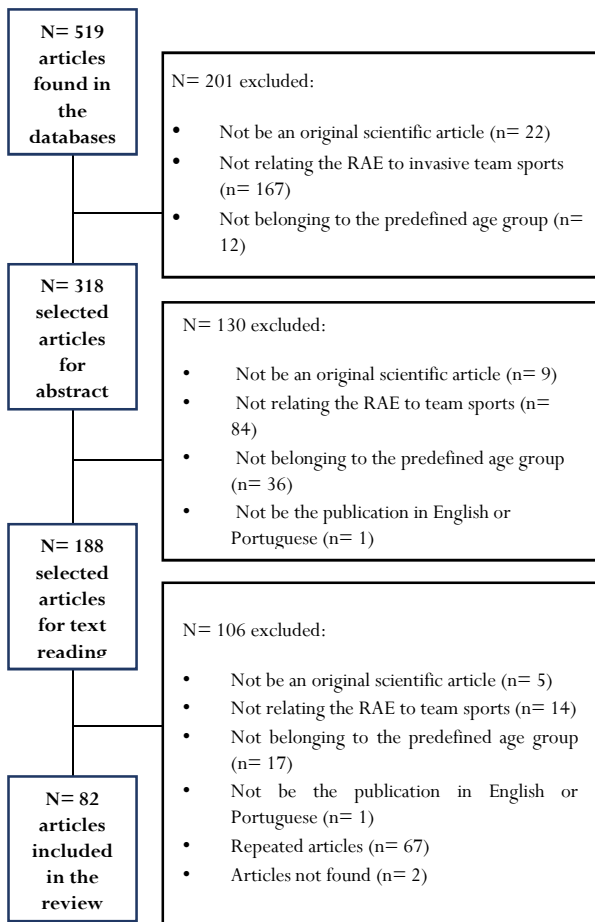 N= 519
articles
found in
the
databases
N= 201 excluded:
• Not be an original scientific article (n= 22)
• Not relating the RAE to invasive team sports
(n= 167)
• Not belonging to the predefined age group (n=
12)
N= 318
selected
articles
for
abstract
N= 130 excluded:
• Not be an original scientific article (n= 9)
• Not relating the RAE to team sports (n=
84)
• Not belonging to the predefined age group
(n= 36)
• Not be the publication in English or
Portuguese (n= 1)
N= 188
selected
articles
for text
reading
N= 106 excluded:
• Not be an original scientific article (n= 5)
• Not relating the RAE to team sports (n= 14)
• Not belonging to the predefined age group
(n= 17)
• Not be the publication in English or
Portuguese (n= 1)
• Repeated articles (n= 67)
• Articles not found (n= 2)
N= 82
articles
included
in the
review